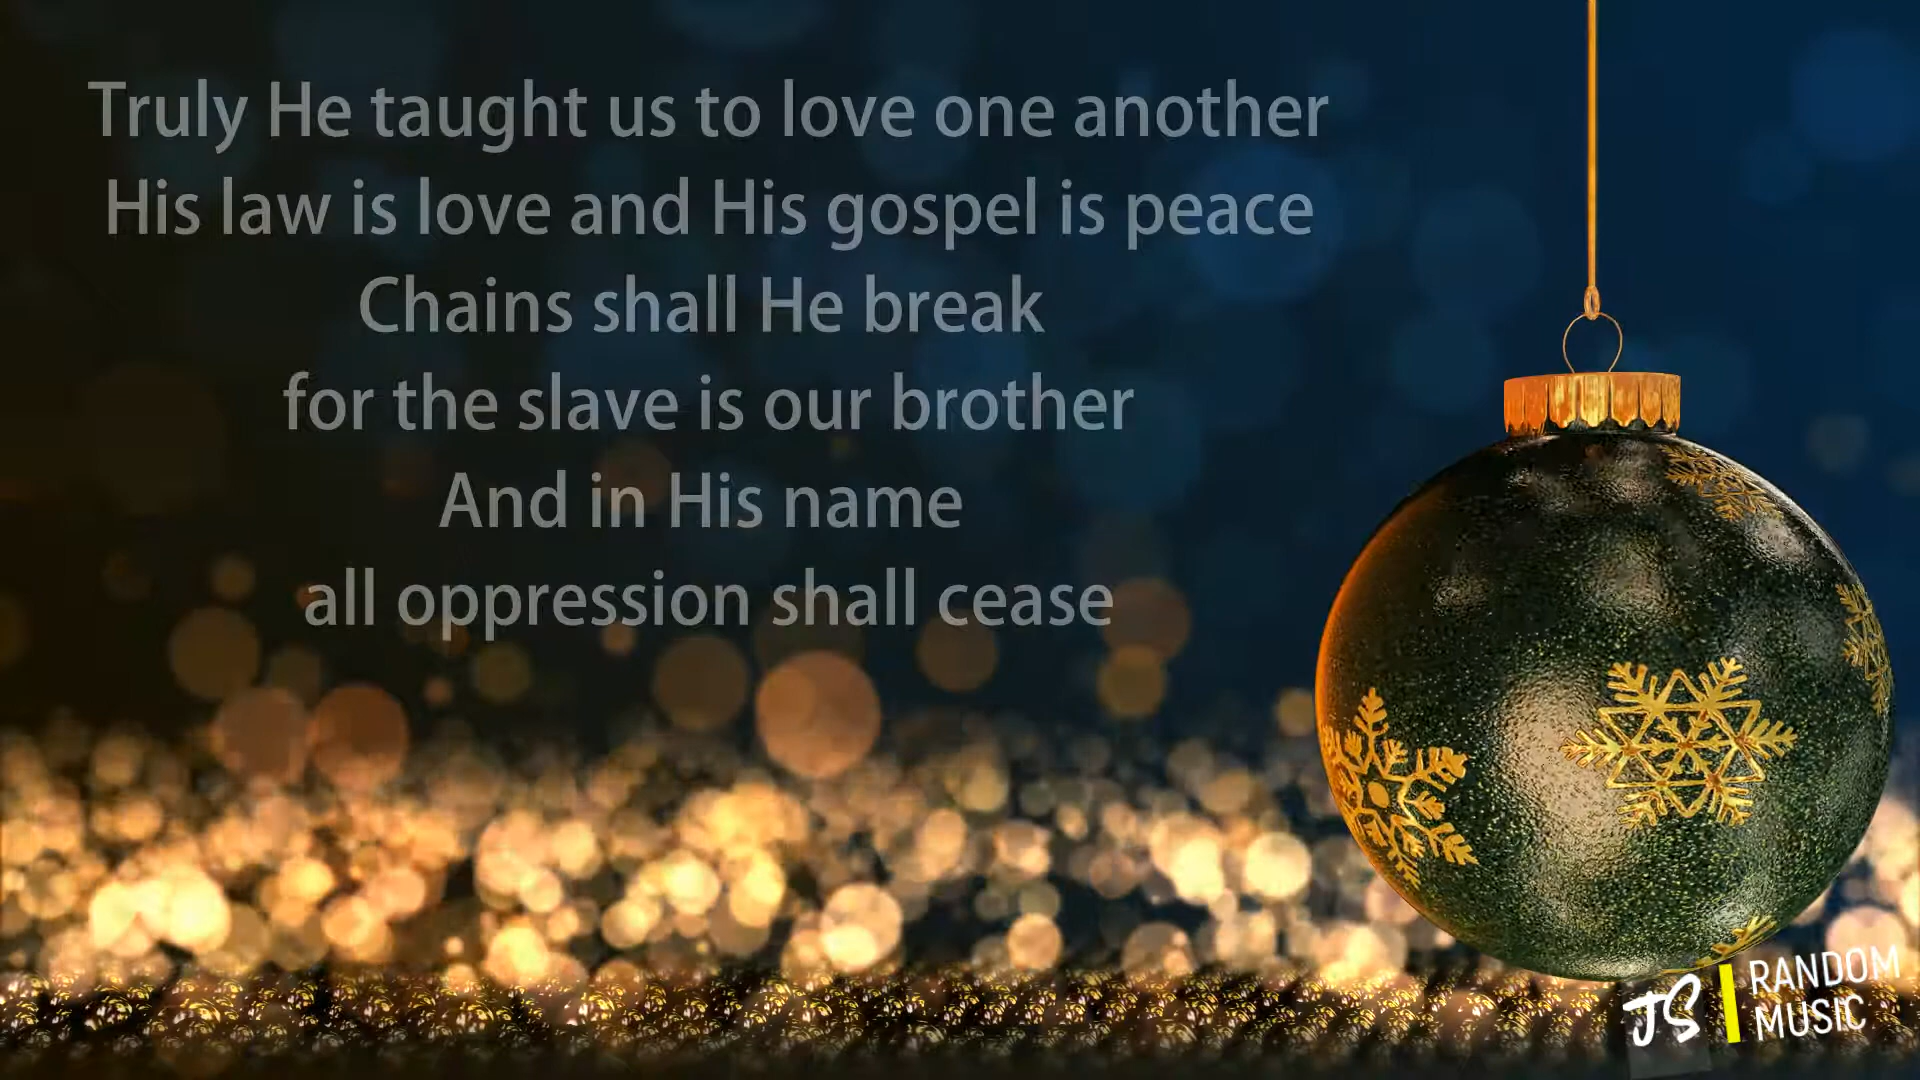 Truly He taught us to love one another
His law is love and His gospel is peace
Chains shall He break
for the slave is our brother
And in His name
all oppression shall cease
JS RANDOM
MUSIC